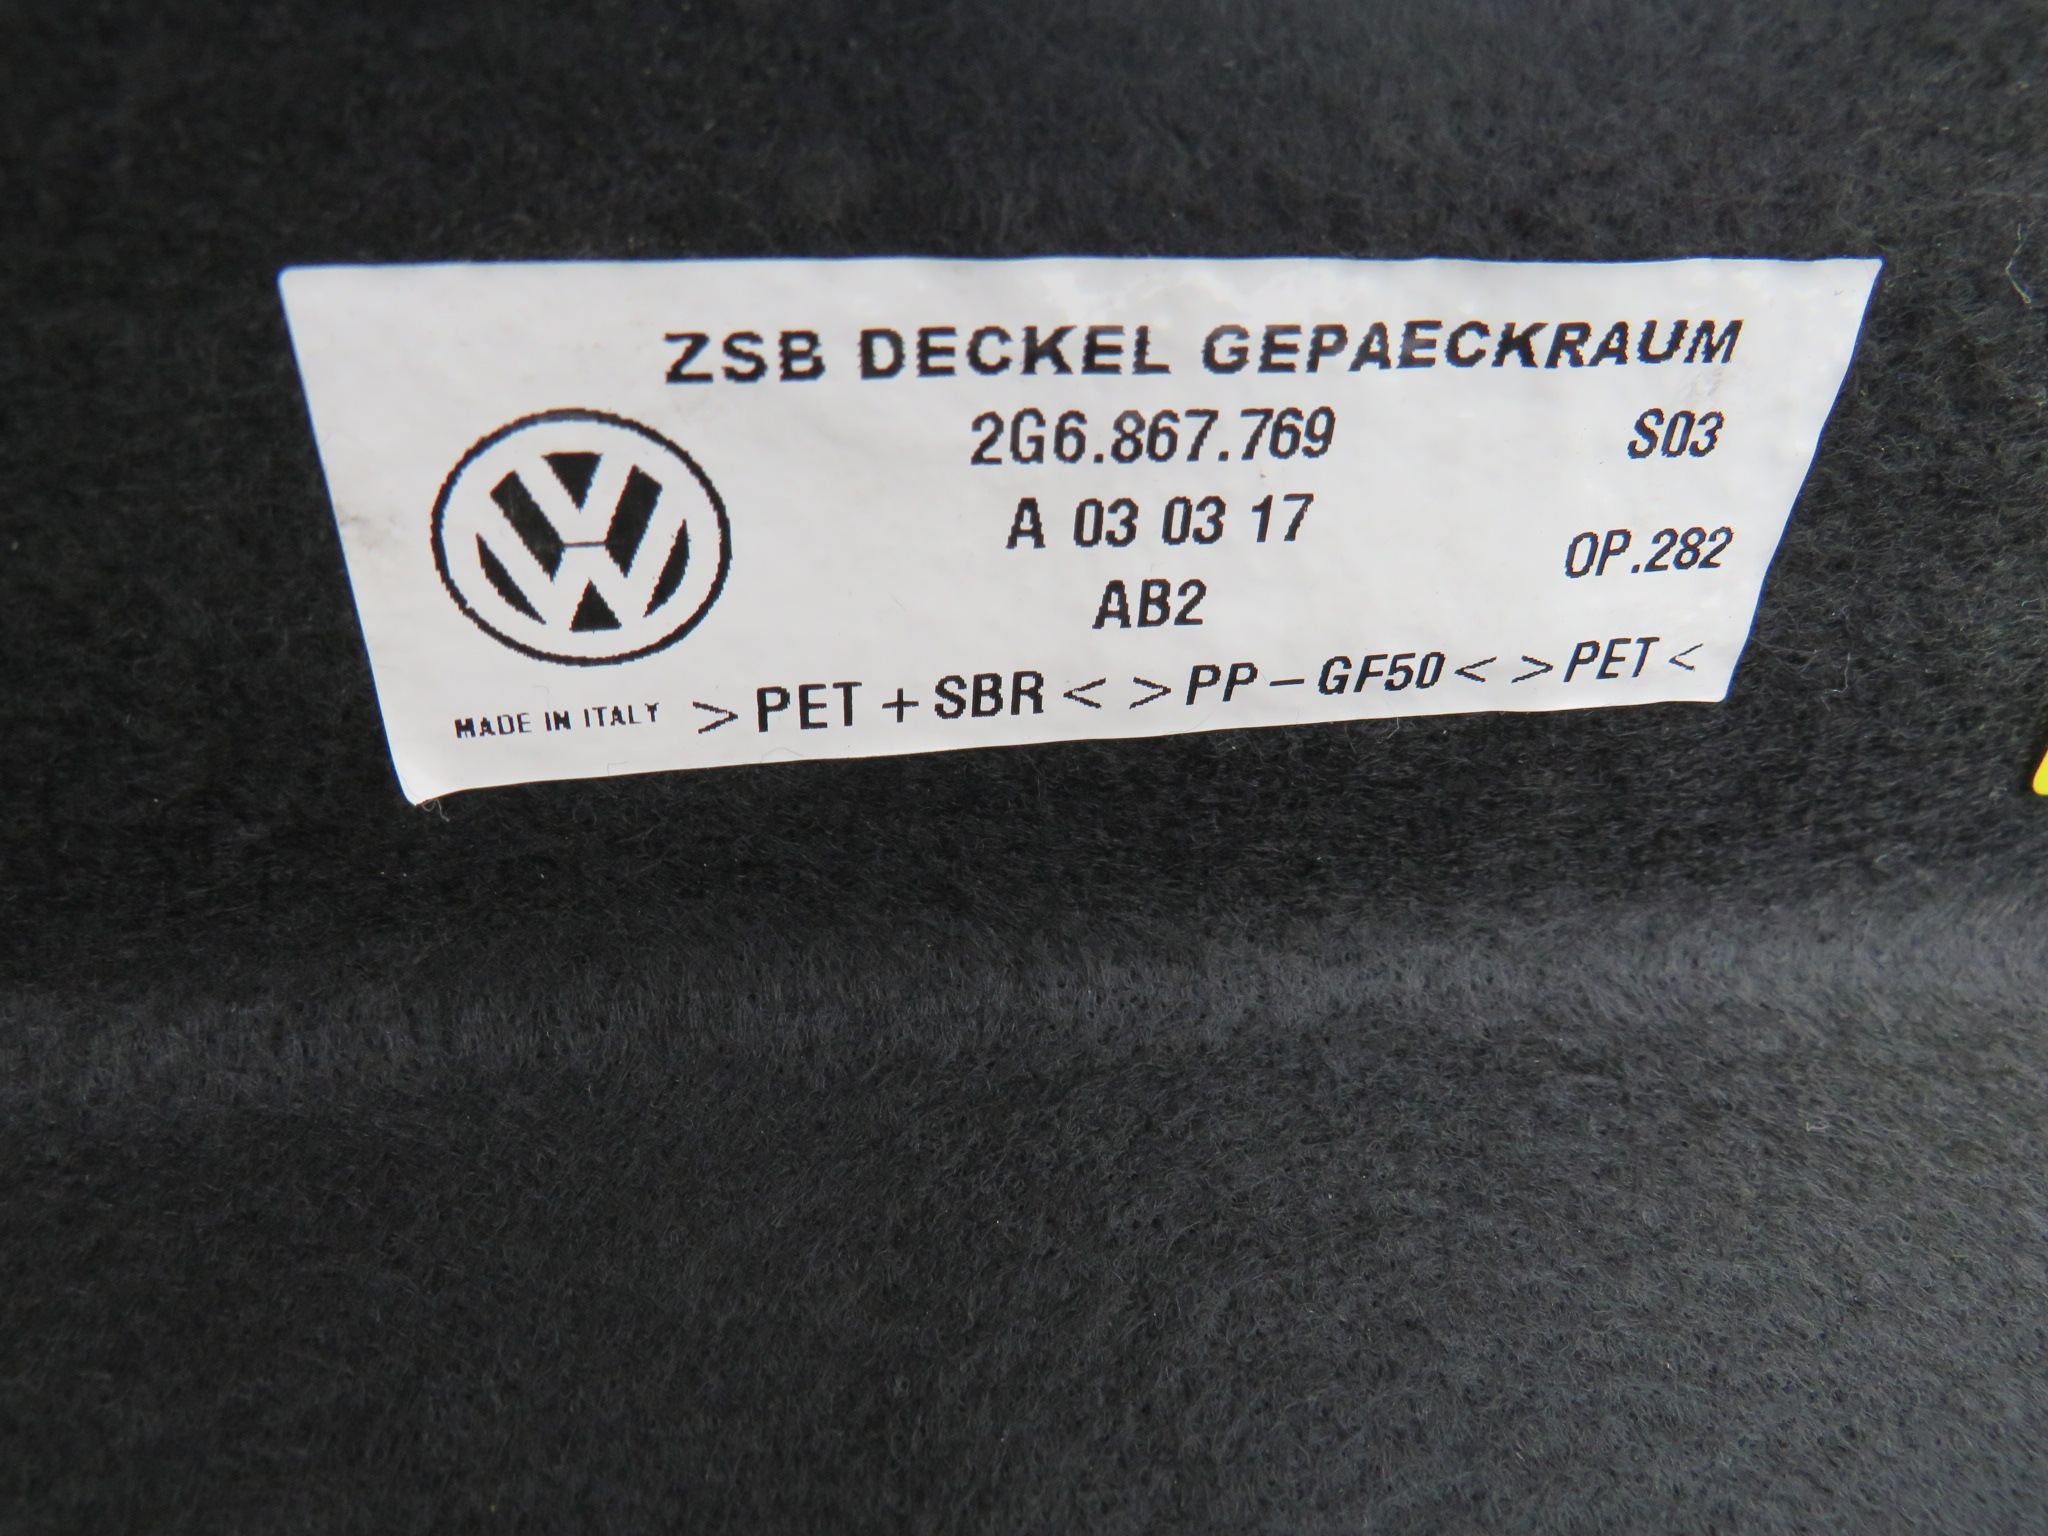 ZSB DECKEL GEPAECKRAUM
2G6.867.769 S03
A 03 03 17
OP.282
AB2
MADE IN ITALY >PET+SBR< >PP-GF50< >PET<